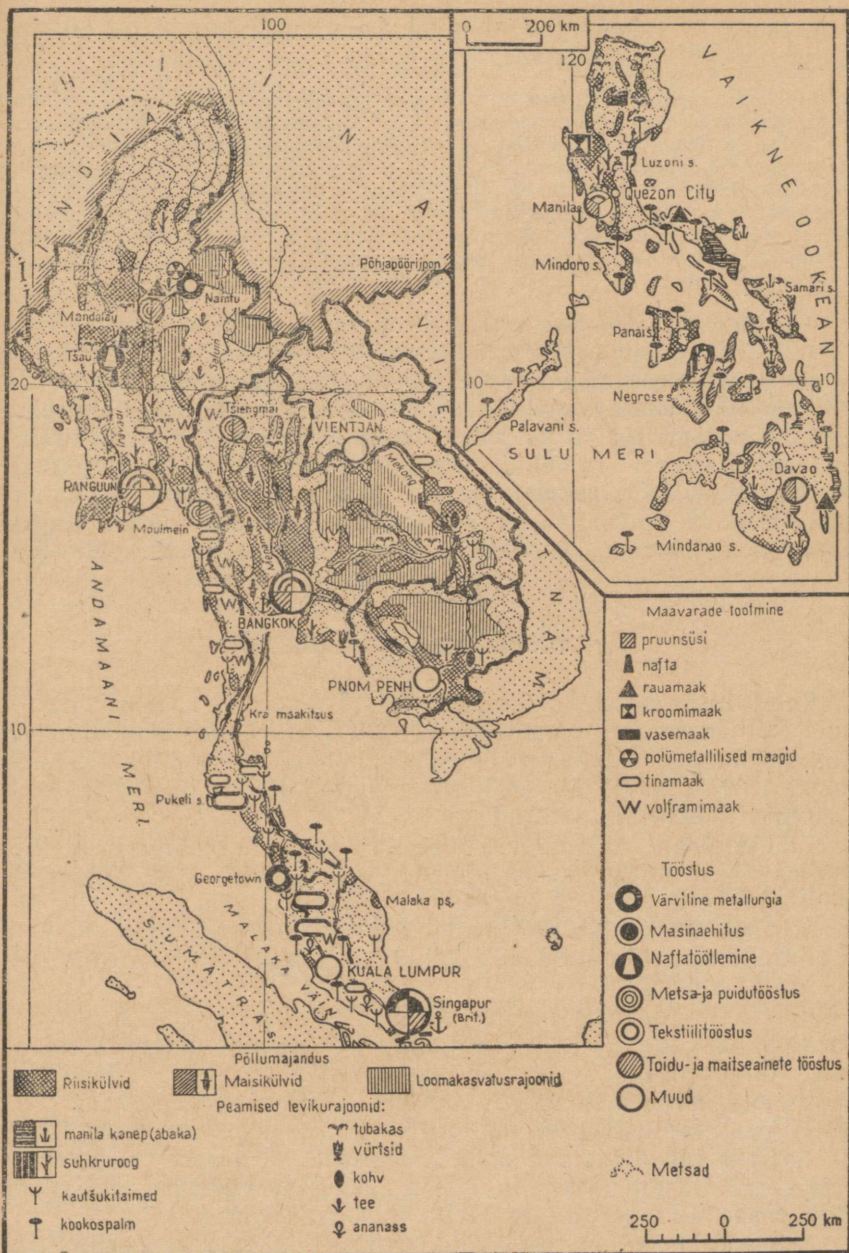 100
0 200 km
120
VAIKNE OOKEAN
HIINA
INDIA
Luzoni s.
Quezon City
Manila
Mindoro s.
Samari s.
Panais.
Negrose s.
10
10
Palavani s.
SULU MERI
Davao
Mindanao s.
Põhjapöörijoon
Namtu
Mandalay
Tšau
20
VIETNAM
W
Tsiengmai
VIENTJAN
Mekong
RANGUUN
Moulmein
W
W
BANGKOK
W
PNOM PENH
ANDAMAANI MERI
Kra maakitsus
10
Pukeli s.
Georgetown
Malaka ps.
W
SUMATRA S.
MALAKA VÄIN
KUALA LUMPUR
Singapur
(Brit.)
Maavarade tootmine
pruunsüsi
nafta
rauamaak
kroomimaak
vasemaak
polümetallilised maagid
tinamaak
W volframimaak
Tööstus
Värviline metallurgia
Masinaehitus
Naftatöötlemine
Metsa-ja puidutööstus
Tekstiilitööstus
Toidu-ja maitseainete tööstus
Muud
Metsad
250 0 250 km
Põllumajandus
Riisikülvid
Maisikülvid
Loomakasvatusrajoonid
Peamised levikurajoonid:
manila kanep(abaka)
suhkruroog
kautšukitaimed
kookospalm
tubakas
vürtsid
kohv
tee
ananass